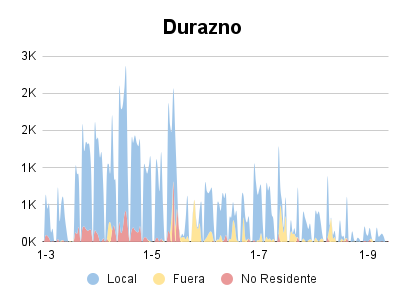 Durazno
3K
2K
2K
1K
1K
0K
1-3
1-5
1-7
1-9
Local
Fuera
No Residente